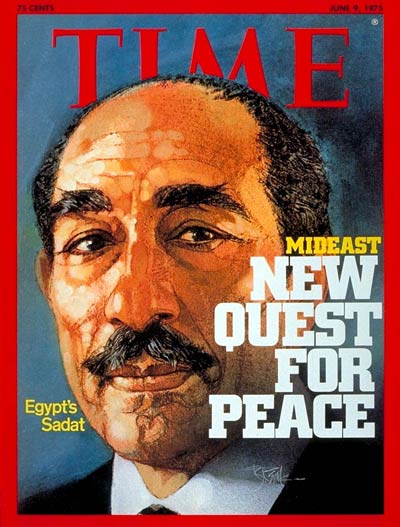 75 CENTS
JUNE 9, 1975
TIME
®
MIDEAST
NEW
QUEST
FOR
PEACE
Egypt's
Sadat